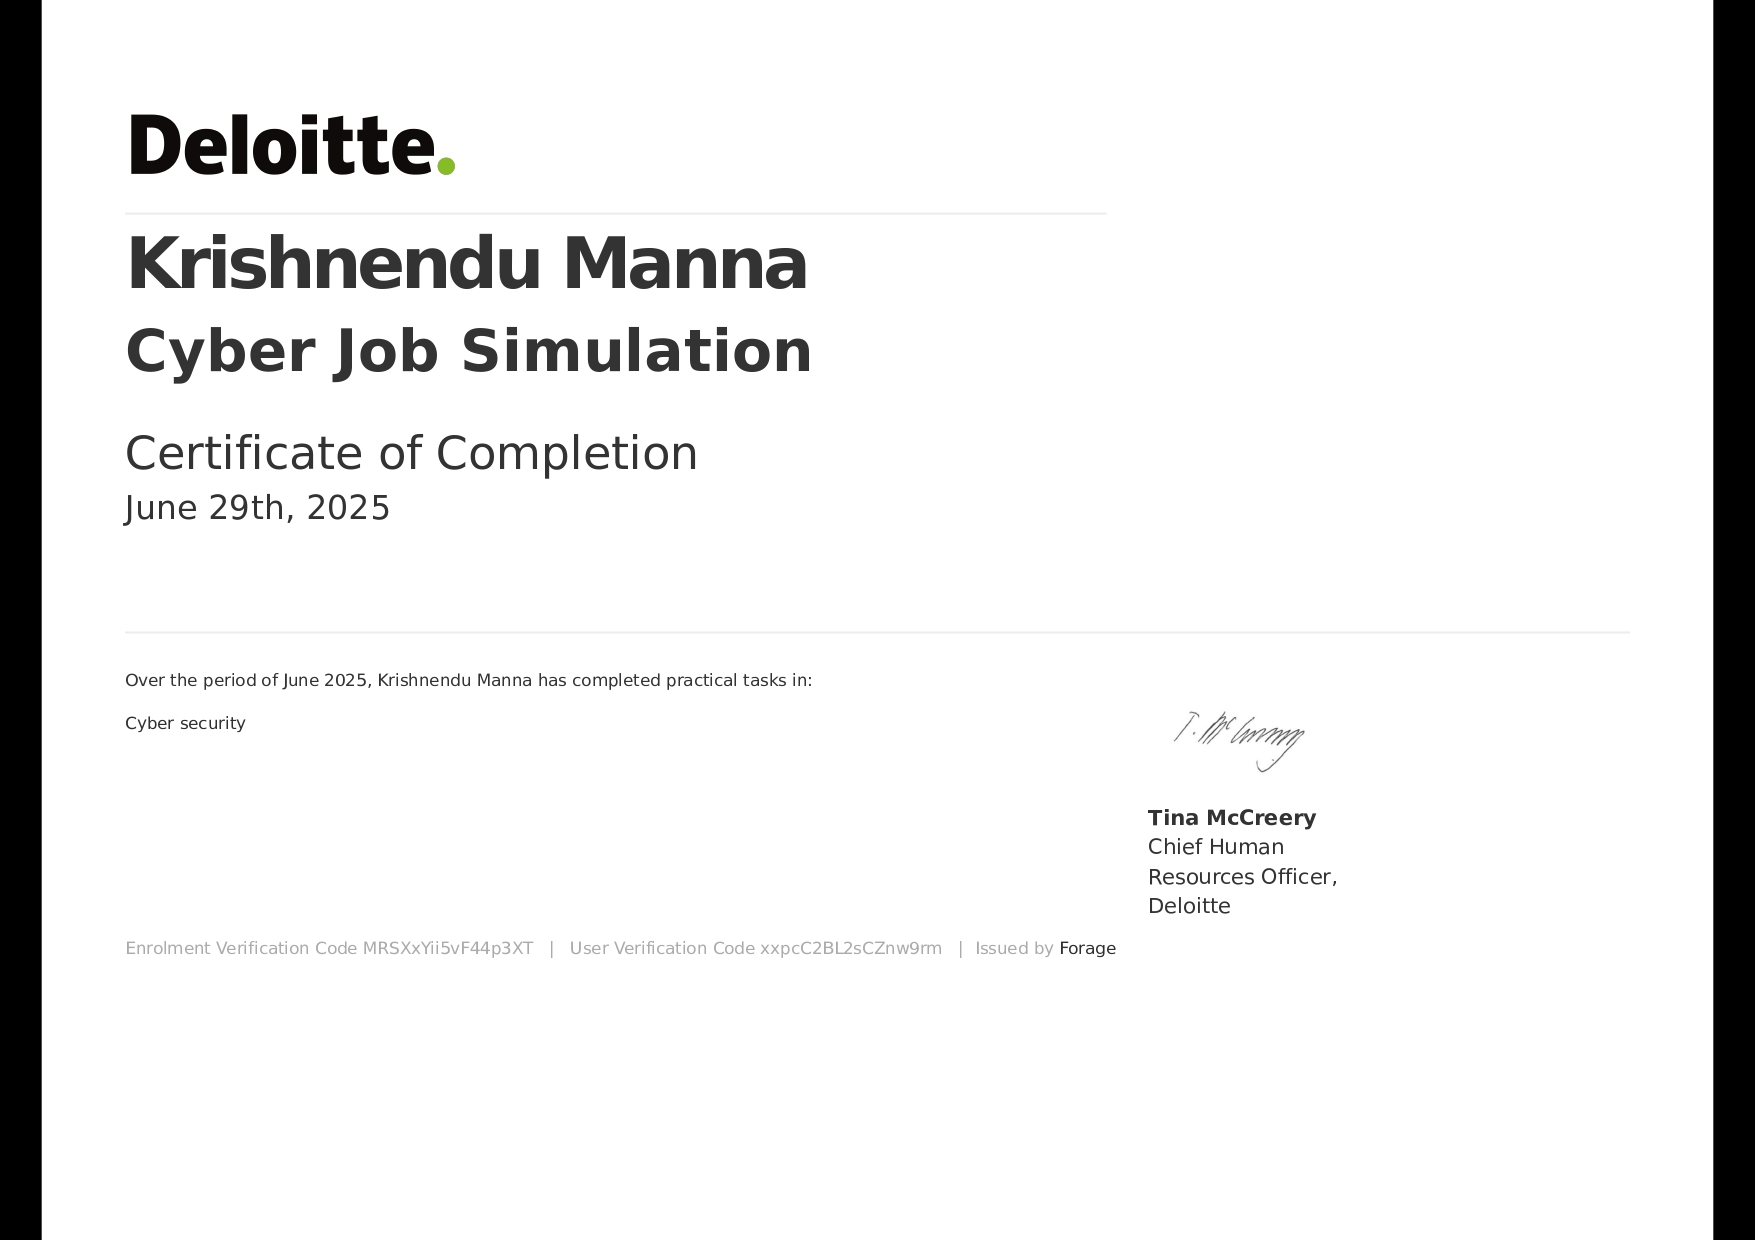 Deloitte.
Krishnendu Manna
Cyber Job Simulation
Certificate of Completion
June 29th, 2025
Over the period of June 2025, Krishnendu Manna has completed practical tasks in:
Cyber security
T. McCreery
Tina McCreery
Chief Human
Resources Officer,
Deloitte
Enrolment Verification Code MRSXxYii5vF44p3XT | User Verification Code xxpcC2BL2sCZnw9rm | Issued by Forage